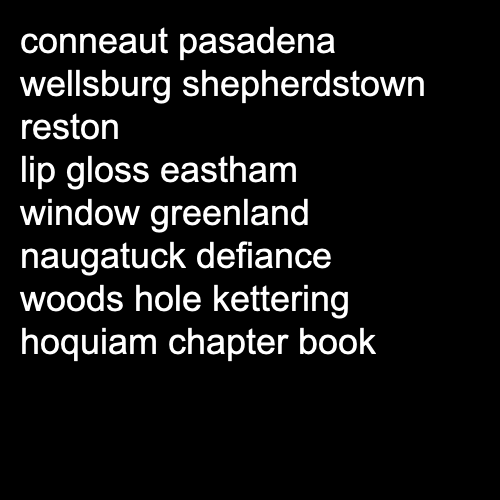 conneaut pasadena
wellsburg shepherdstown
reston
lip gloss eastham
window greenland
naugatuck defiance
woods hole kettering
hoquiam chapter book